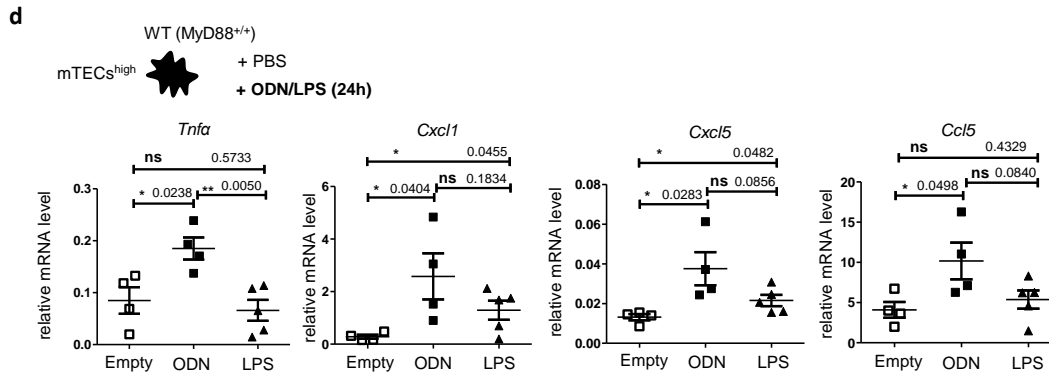 d
WT (MyD88+/+)
mTECshigh
+ PBS
+ ODN/LPS (24h)
Tnfα
ns 0.5733
* 0.0238 ** 0.0050
relative mRNA level
0.3
0.2
0.1
0.0
Empty ODN LPS
Cxcl1
* 0.0455
* 0.0404 ns 0.1834
relative mRNA level
6
4
2
0
Empty ODN LPS
Cxcl5
* 0.0482
* 0.0283 ns 0.0856
relative mRNA level
0.08
0.06
0.04
0.02
0.00
Empty ODN LPS
Ccl5
ns 0.4329
* 0.0498 ns 0.0840
relative mRNA level
20
15
10
5
0
Empty ODN LPS